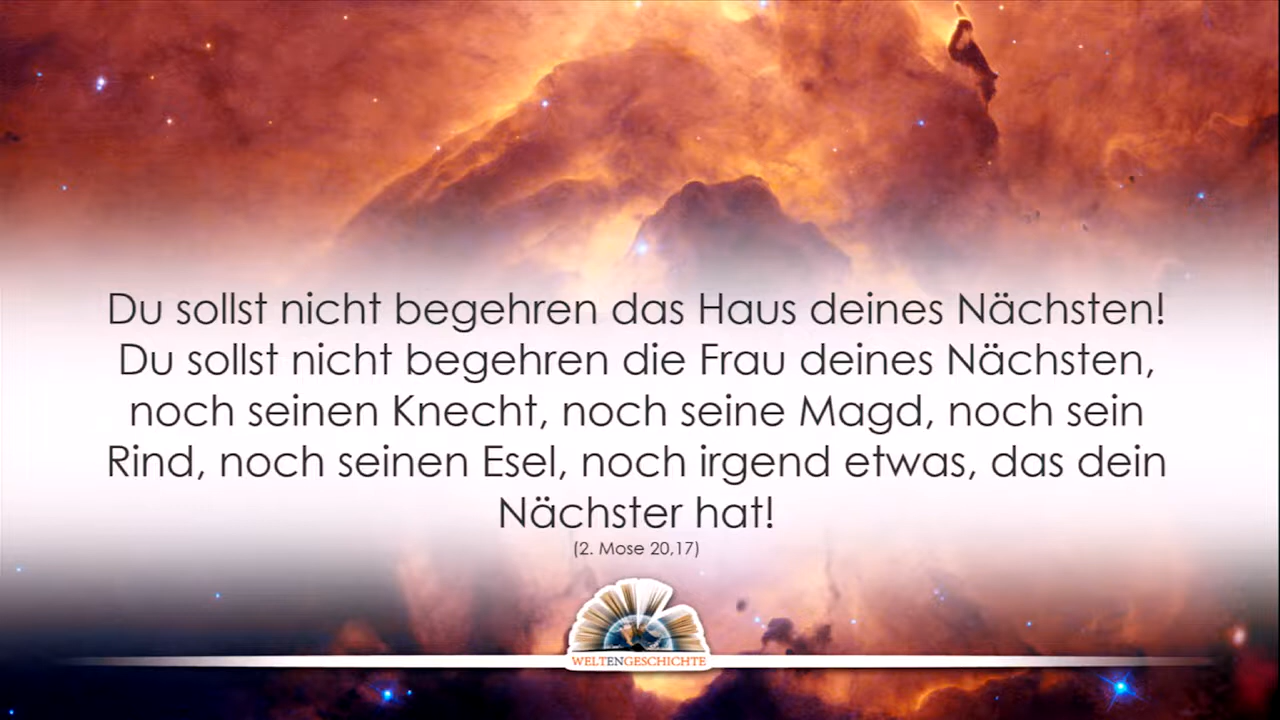 Du sollst nicht begehren das Haus deines Nächsten!
Du sollst nicht begehren die Frau deines Nächsten,
noch seinen Knecht, noch seine Magd, noch sein
Rind, noch seinen Esel, noch irgend etwas, das dein
Nächster hat!
(2. Mose 20,17)
WELTENGESCHICHTE